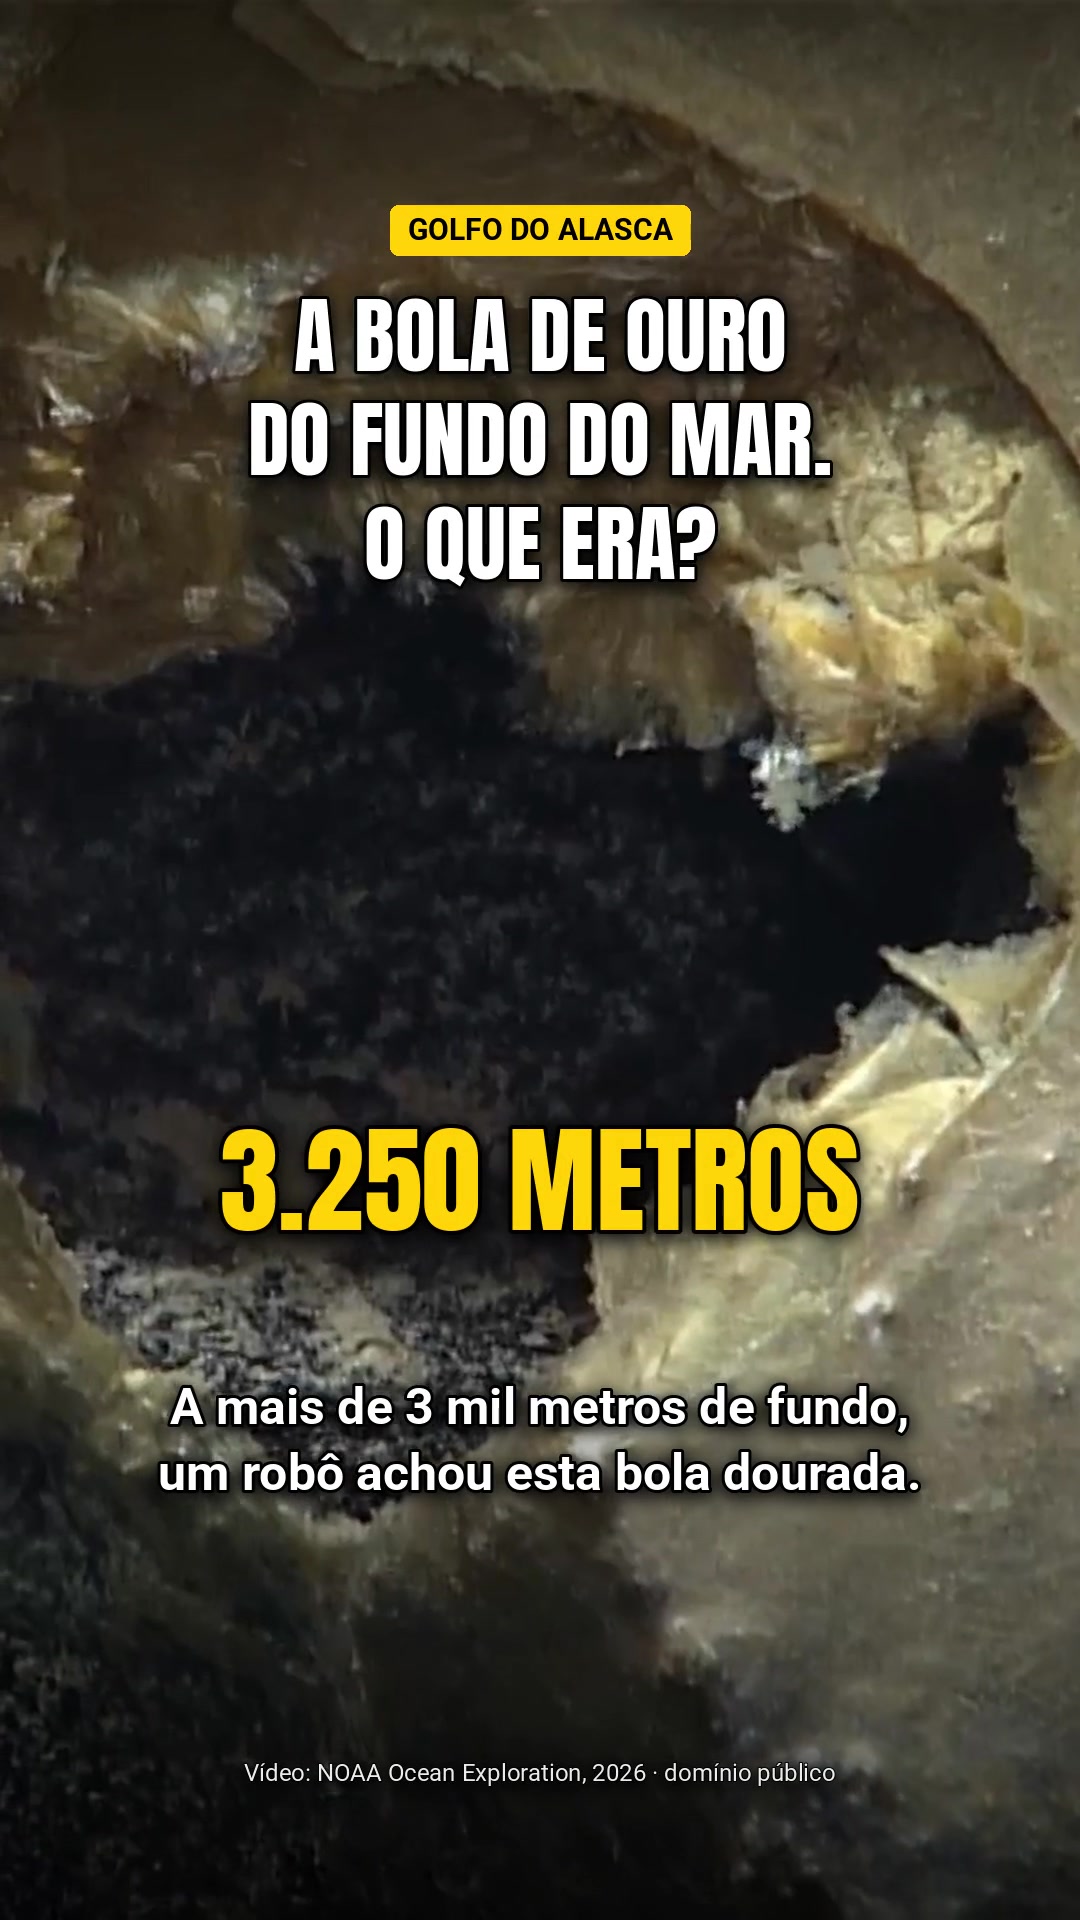 GOLFO DO ALASCA
A BOLA DE OURO
DO FUNDO DO MAR.
O QUE ERA?
3.250 METROS
A mais de 3 mil metros de fundo,
um robô achou esta bola dourada.
Vídeo: NOAA Ocean Exploration, 2026 · domínio público